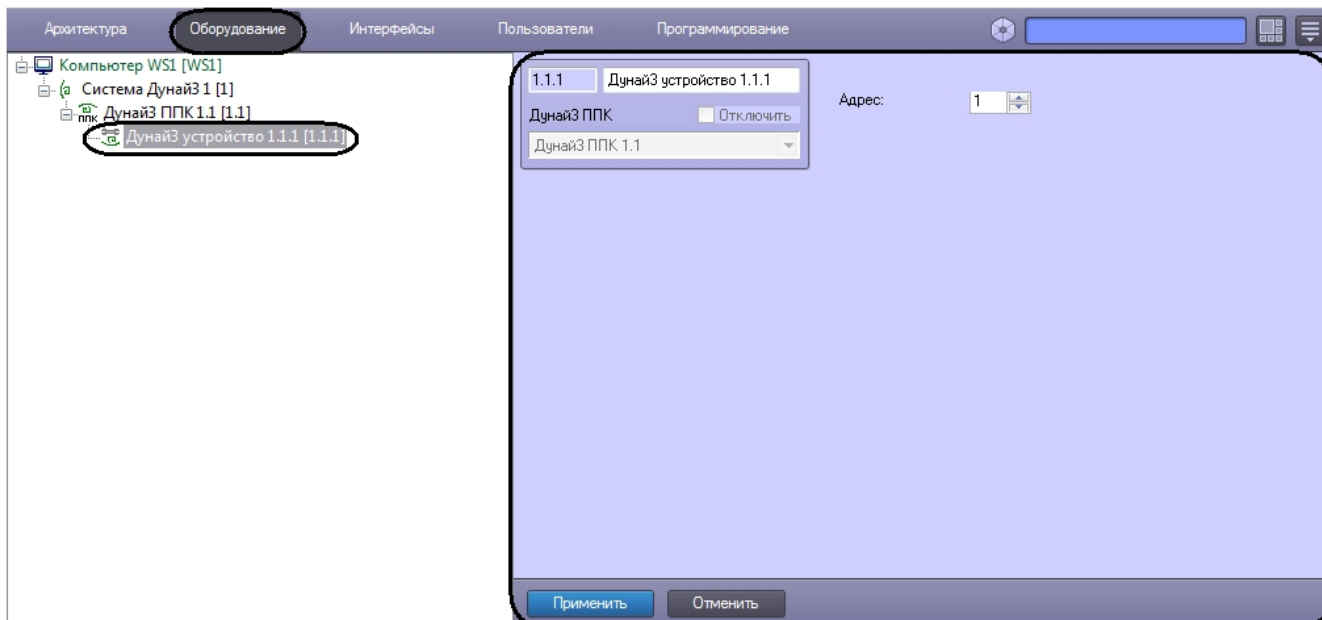 Архитектура Оборудование Интерфейсы Пользователи Программирование
Компьютер WS1 [WS1]
Система Дунай3 1 [1]
ппк Дунай3 ППК 1.1 [1.1]
Дунай3 устройство 1.1.1 [1.1.1]
1.1.1 Дунай3 устройство 1.1.1
Дунай3 ППК Отключить
Дунай3 ППК 1.1
Адрес: 1
Применить Отменить